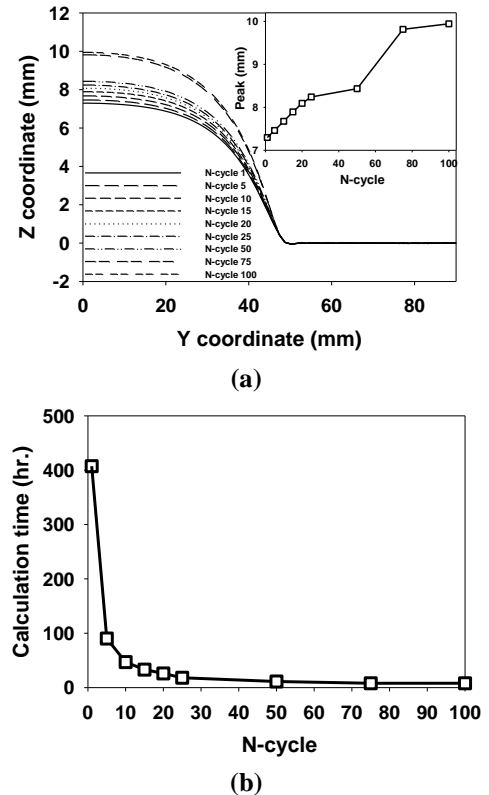 12
10
8
6
4
2
0
-2
0 20 40 60 80
Z coordinate (mm)
Y coordinate (mm)
10
9
8
7
0 20 40 60 80 100
Peak (mm)
N-cycle
N-cycle 1
N-cycle 5
N-cycle 10
N-cycle 15
N-cycle 20
N-cycle 25
N-cycle 50
N-cycle 75
N-cycle 100
(a)
500
400
300
200
100
0
0 10 20 30 40 50 60 70 80 90 100
Calculation time (hr.)
N-cycle
(b)